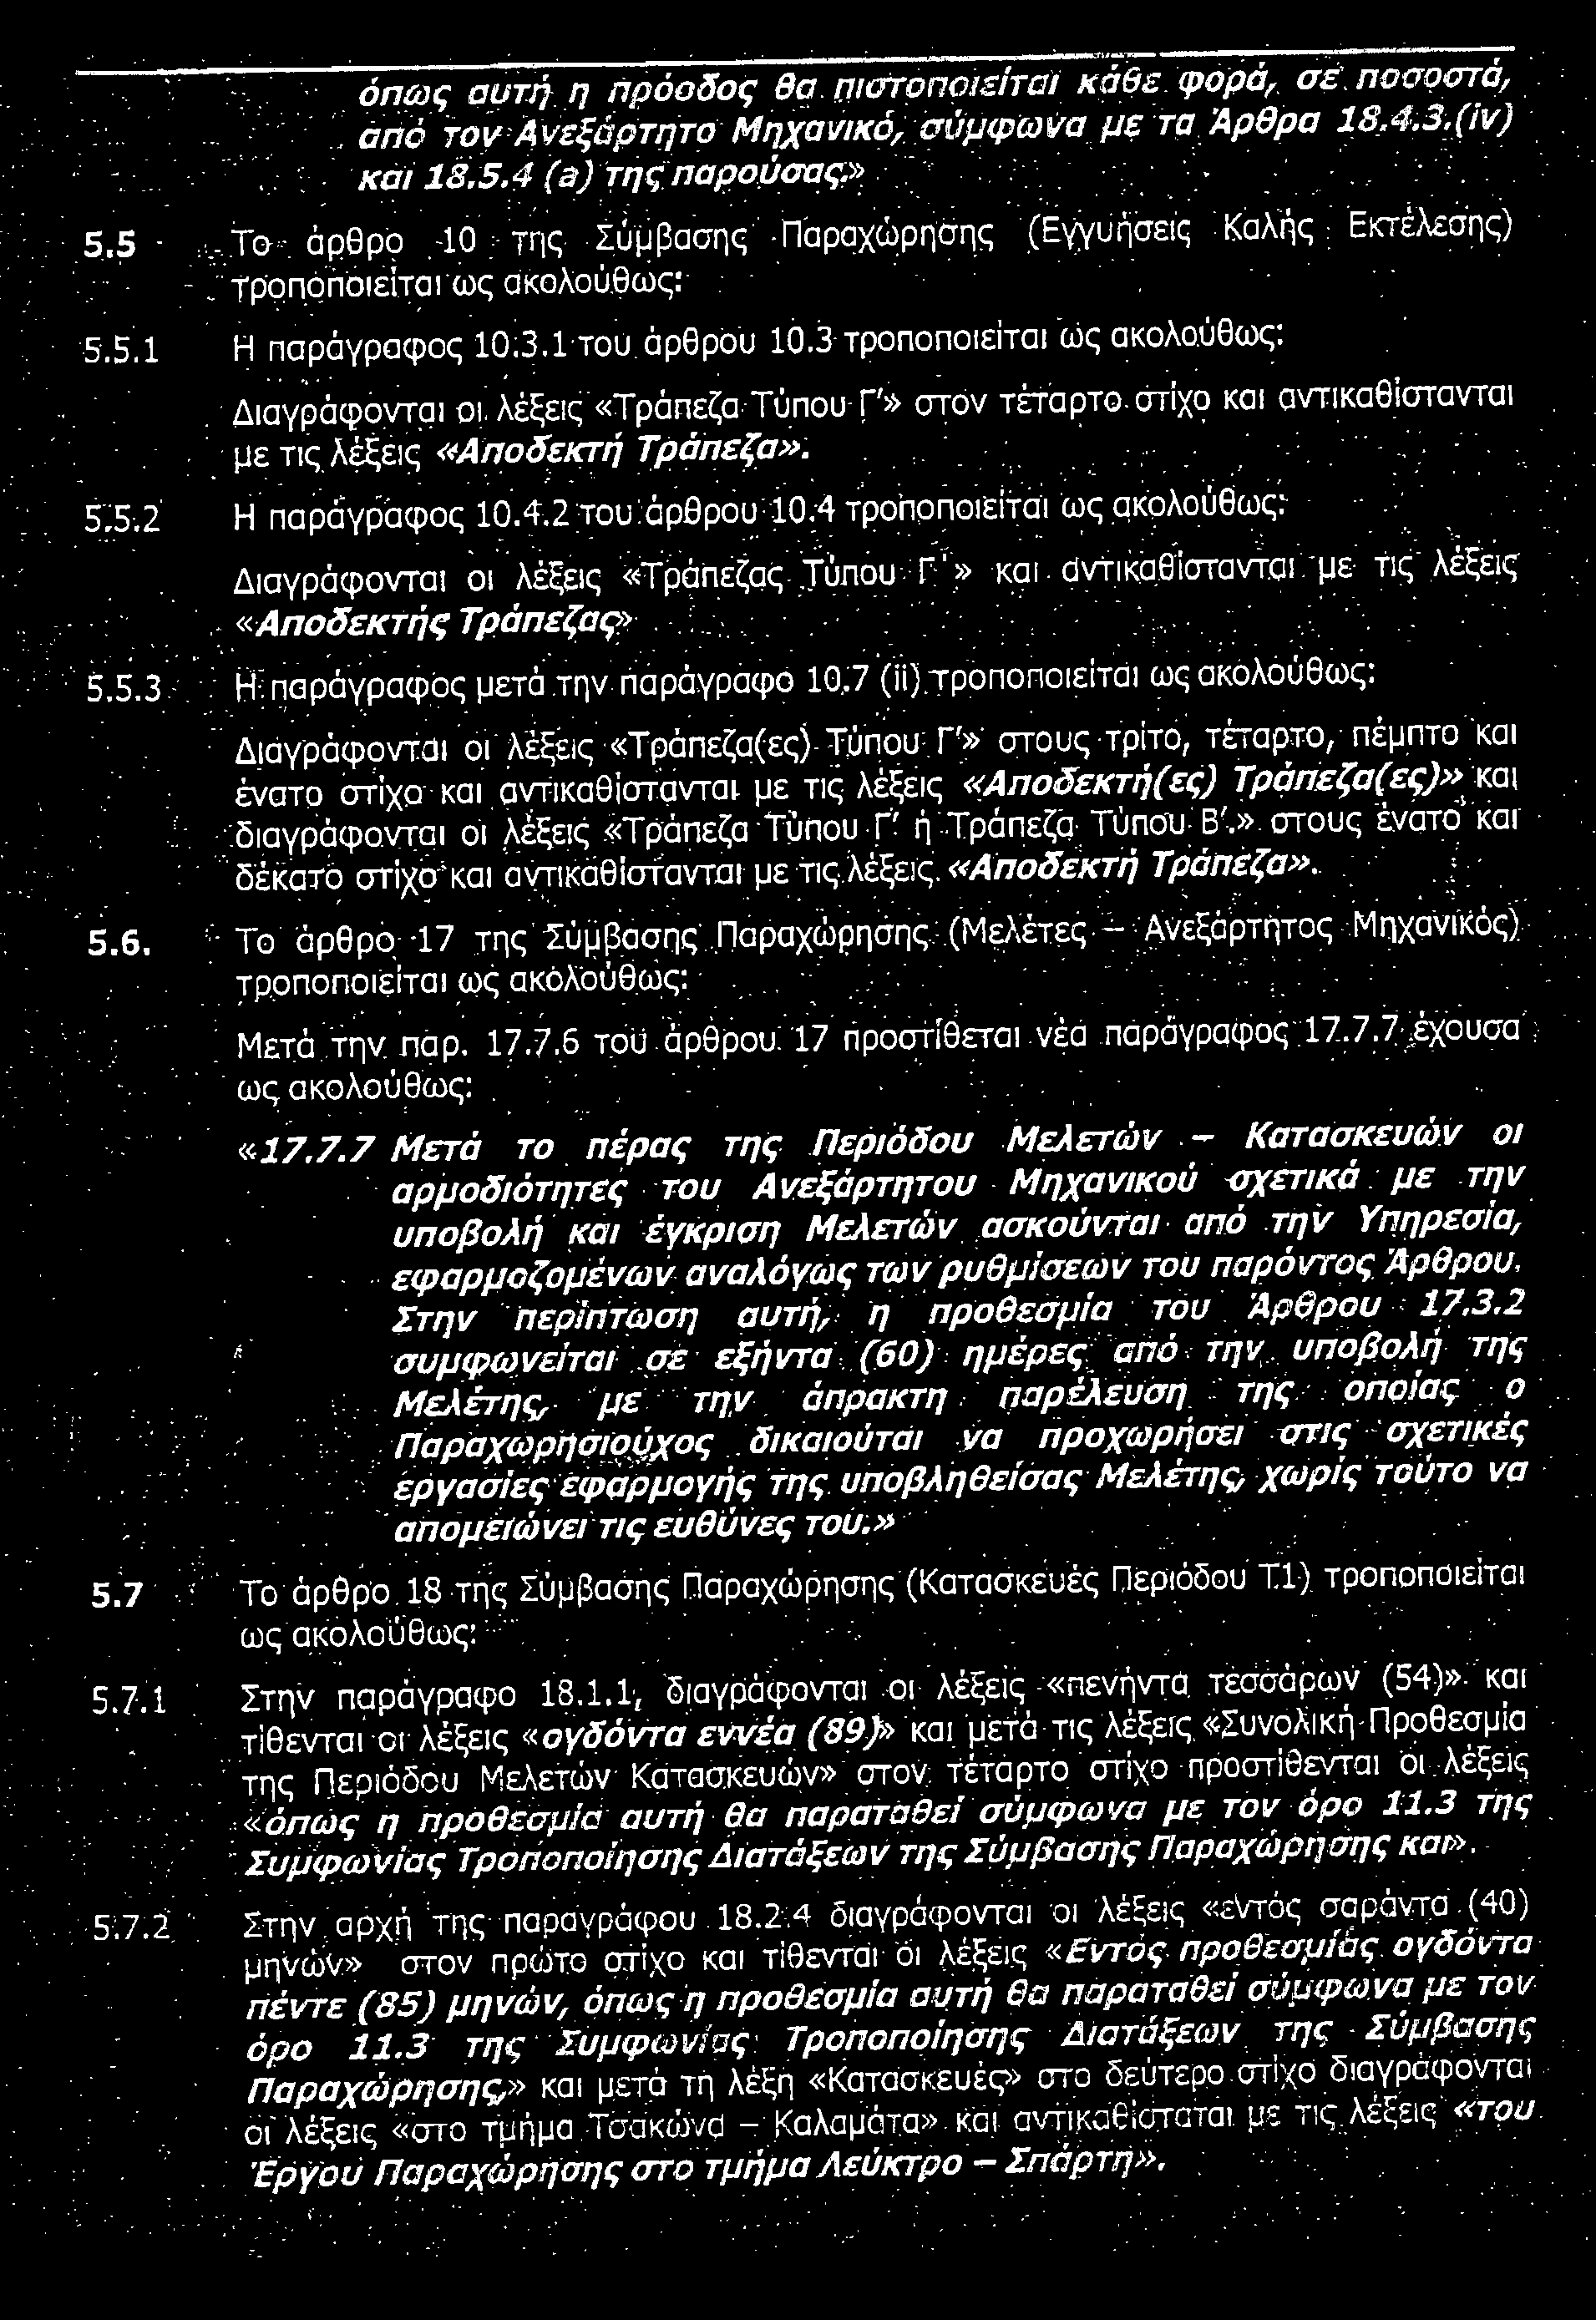 όπως αυτή η πρόοδος θα πιστοποιείται κάθε φορά, σε ποσοστά,
από τον Ανεξάρτητο Μηχανικό, σύμφωνα με τα Άρθρα 18.4.3.(iv)
και 18.5.4 (a) της παρούσας.»
5.5 Το άρθρο 10 της Σύμβασης Παραχώρησης (Εγγυήσεις Καλής Εκτέλεσης)
τροποποιείται ως ακολούθως:
5.5.1 Η παράγραφος 10.3.1 του άρθρου 10.3 τροποποιείται ως ακολούθως:
Διαγράφονται οι λέξεις «Τράπεζα Τύπου Γ'» στον τέταρτο στίχο και αντικαθίστανται
με τις λέξεις «Αποδεκτή Τράπεζα».
5.5.2 Η παράγραφος 10.4.2 του άρθρου 10.4 τροποποιείται ως ακολούθως:
Διαγράφονται οι λέξεις «Τράπεζας Τύπου Γ'» και αντικαθίστανται με τις λέξεις
«Αποδεκτής Τράπεζας»
5.5.3 Η παράγραφος μετά την παράγραφο 10.7 (ii) τροποποιείται ως ακολούθως:
Διαγράφονται οι λέξεις «Τράπεζα(ες) Τύπου Γ'» στους τρίτο, τέταρτο, πέμπτο και
ένατο στίχο και αντικαθίστανται με τις λέξεις «Αποδεκτή(ες) Τράπεζα(ες)» και
διαγράφονται οι λέξεις «Τράπεζα Τύπου Γ' ή Τράπεζα Τύπου Β'.» στους ένατο και
δέκατο στίχο και αντικαθίστανται με τις λέξεις «Αποδεκτή Τράπεζα».
5.6. Το άρθρο 17 της Σύμβασης Παραχώρησης (Μελέτες – Ανεξάρτητος Μηχανικός)
τροποποιείται ως ακολούθως:
Μετά την παρ. 17.7.6 του άρθρου 17 προστίθεται νέα παράγραφος 17.7.7 έχουσα
ως ακολούθως:
«17.7.7 Μετά το πέρας της Περιόδου Μελετών – Κατασκευών οι
αρμοδιότητες του Ανεξάρτητου Μηχανικού σχετικά με την
υποβολή και έγκριση Μελετών ασκούνται από την Υπηρεσία,
εφαρμοζομένων αναλόγως των ρυθμίσεων του παρόντος Άρθρου.
Στην περίπτωση αυτή, η προθεσμία του Άρθρου 17.3.2
συμφωνείται σε εξήντα (60) ημέρες από την υποβολή της
Μελέτης, με την άπρακτη παρέλευση της οποίας ο
Παραχωρησιούχος δικαιούται να προχωρήσει στις σχετικές
εργασίες εφαρμογής της υποβληθείσας Μελέτης, χωρίς τούτο να
απομειώνει τις ευθύνες του.»
5.7 Το άρθρο 18 της Σύμβασης Παραχώρησης (Κατασκευές Περιόδου Τ1) τροποποιείται
ως ακολούθως:
5.7.1 Στην παράγραφο 18.1.1, διαγράφονται οι λέξεις «πενήντα τεσσάρων (54)» και
τίθενται οι λέξεις «ογδόντα εννέα (89)» και μετά τις λέξεις «Συνολική Προθεσμία
της Περιόδου Μελετών Κατασκευών» στον τέταρτο στίχο προστίθενται οι λέξεις
«όπως η προθεσμία αυτή θα παραταθεί σύμφωνα με τον όρο 11.3 της
Συμφωνίας Τροποποίησης Διατάξεων της Σύμβασης Παραχώρησης και».
5.7.2 Στην αρχή της παραγράφου 18.2.4 διαγράφονται οι λέξεις «εντός σαράντα (40)
μηνών» στον πρώτο στίχο και τίθενται οι λέξεις «Εντός προθεσμίας ογδόντα
πέντε (85) μηνών, όπως η προθεσμία αυτή θα παραταθεί σύμφωνα με τον
όρο 11.3 της Συμφωνίας Τροποποίησης Διατάξεων της Σύμβασης
Παραχώρησης,» και μετά τη λέξη «Κατασκευές» στο δεύτερο στίχο διαγράφονται
οι λέξεις «στο τμήμα Τσακώνα – Καλαμάτα» και αντικαθίσταται με τις λέξεις «του
Έργου Παραχώρησης στο τμήμα Λεύκτρο – Σπάρτη».